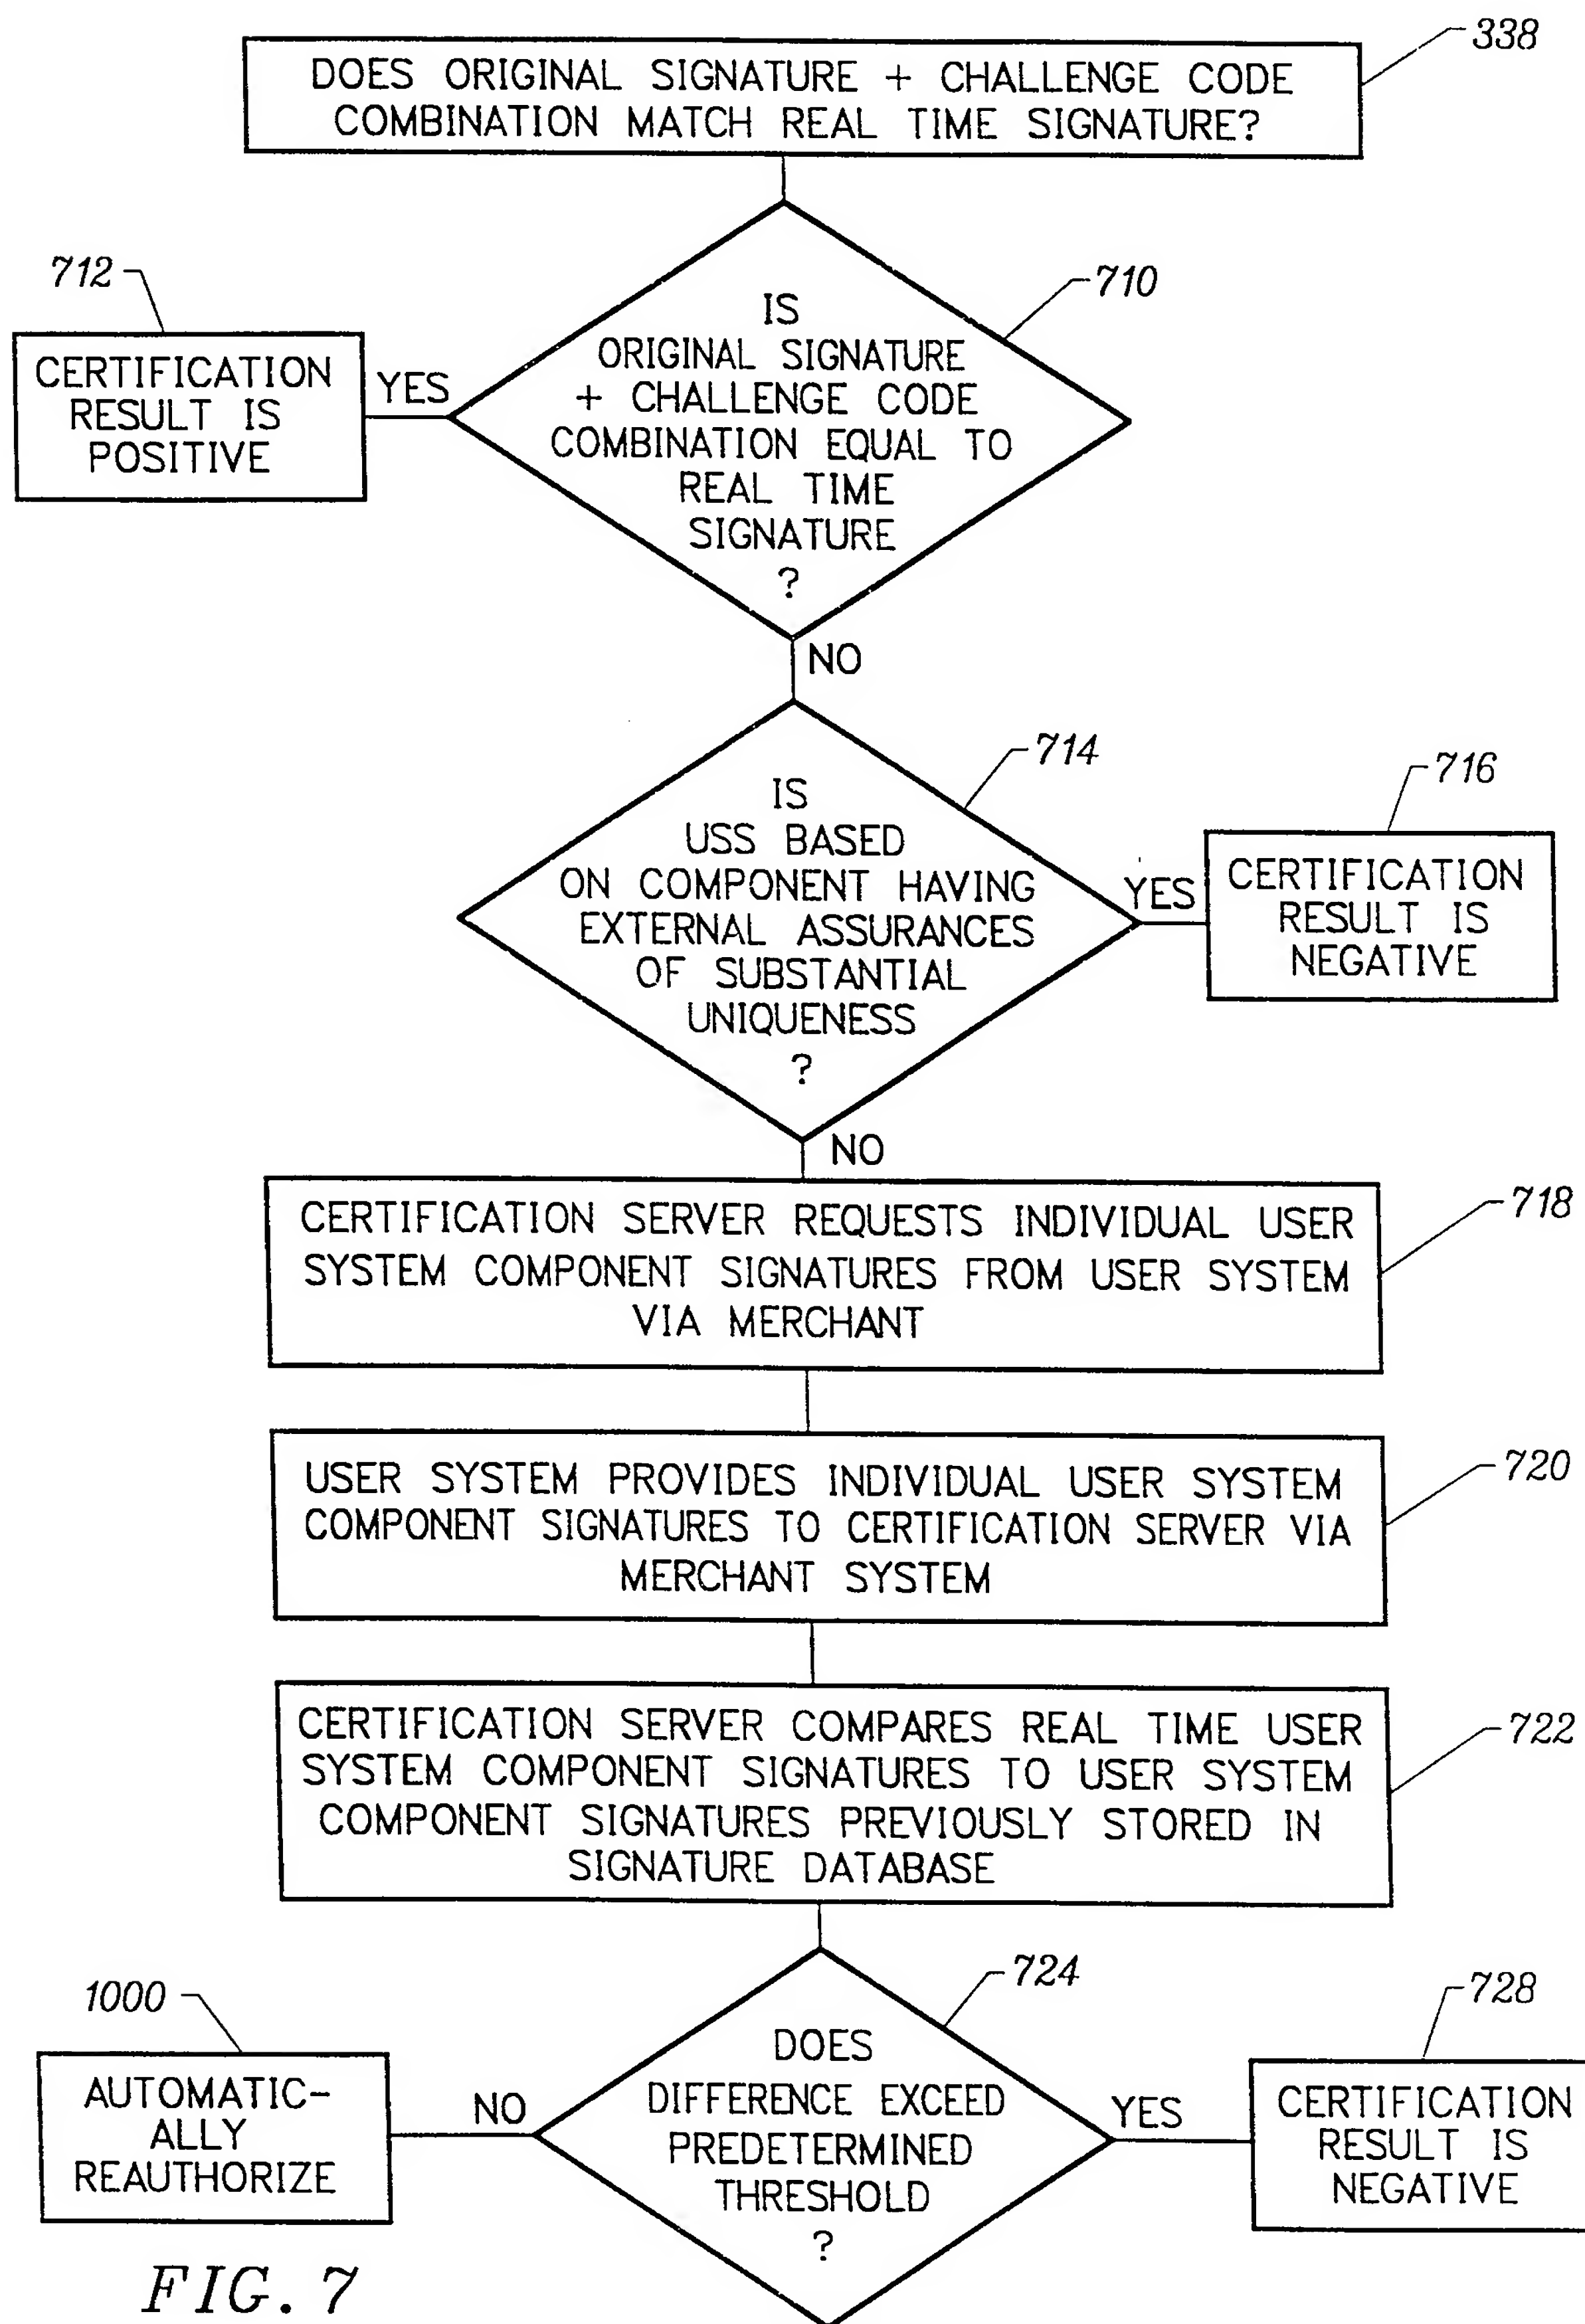 338
DOES ORIGINAL SIGNATURE + CHALLENGE CODE
COMBINATION MATCH REAL TIME SIGNATURE?
712
710
IS
ORIGINAL SIGNATURE
+ CHALLENGE CODE
COMBINATION EQUAL TO
REAL TIME
SIGNATURE
?
YES
CERTIFICATION
RESULT IS
POSITIVE
NO
714
716
IS
USS BASED
ON COMPONENT HAVING
EXTERNAL ASSURANCES
OF SUBSTANTIAL
UNIQUENESS
?
YES
CERTIFICATION
RESULT IS
NEGATIVE
NO
718
CERTIFICATION SERVER REQUESTS INDIVIDUAL USER
SYSTEM COMPONENT SIGNATURES FROM USER SYSTEM
VIA MERCHANT
720
USER SYSTEM PROVIDES INDIVIDUAL USER SYSTEM
COMPONENT SIGNATURES TO CERTIFICATION SERVER VIA
MERCHANT SYSTEM
722
CERTIFICATION SERVER COMPARES REAL TIME USER
SYSTEM COMPONENT SIGNATURES TO USER SYSTEM
COMPONENT SIGNATURES PREVIOUSLY STORED IN
SIGNATURE DATABASE
1000
724
728
AUTOMATIC-
ALLY
REAUTHORIZE
NO
DOES
DIFFERENCE EXCEED
PREDETERMINED
THRESHOLD
?
YES
CERTIFICATION
RESULT IS
NEGATIVE
FIG. 7